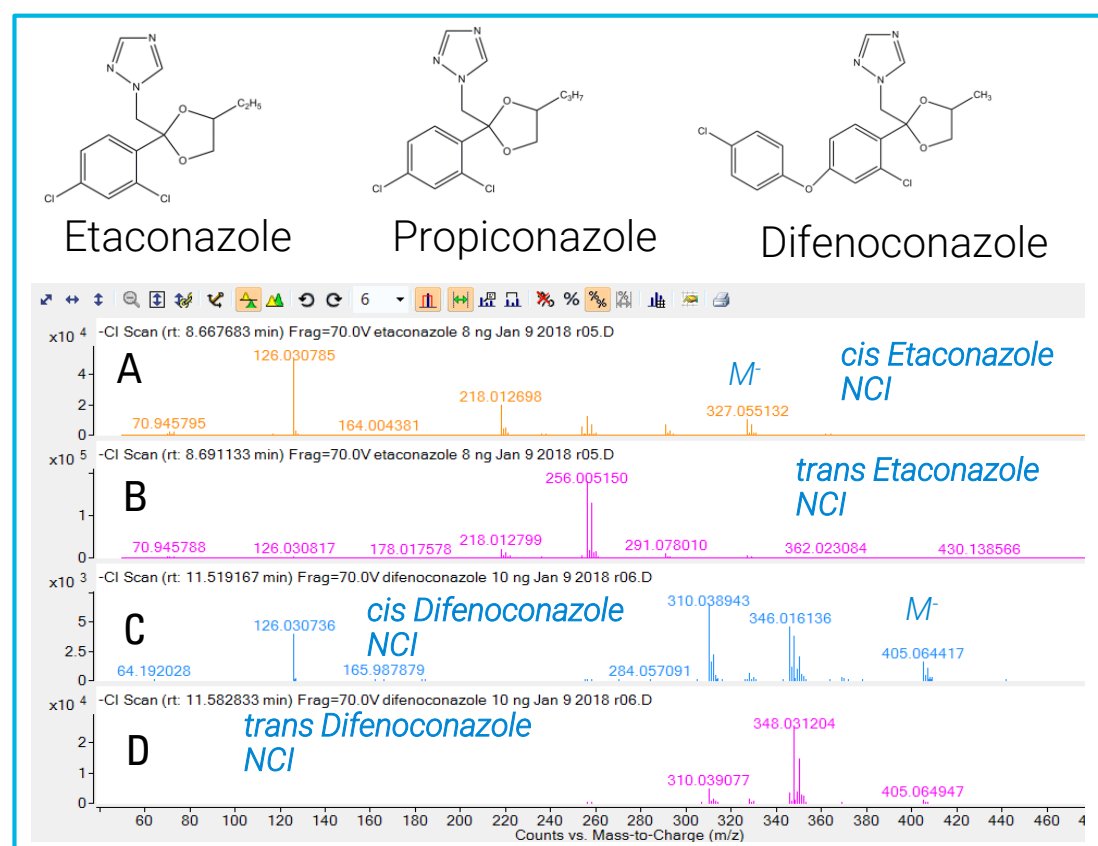 N
N
N
O
C₂H₅
O
Cl
Cl
Etaconazole
N
N
N
O
C₃H₇
O
Cl
Cl
Propiconazole
N
N
N
O
CH₃
O
Cl
O
Cl
Difenoconazole
6
%
-CI Scan (rt: 8.667683 min) Frag=70.0V etaconazole 8 ng Jan 9 2018 r05.D
x10 4
A
cis Etaconazole
NCI
M-
4
2
0
126.030785
218.012698
327.055132
70.945795
164.004381
-CI Scan (rt: 8.691133 min) Frag=70.0V etaconazole 8 ng Jan 9 2018 r05.D
x10 5
B
trans Etaconazole
NCI
1
0
256.005150
70.945788
126.030817
178.017578
218.012799
291.078010
362.023084
430.138566
-CI Scan (rt: 11.519167 min) Frag=70.0V difenoconazole 10 ng Jan 9 2018 r06.D
x10 3
C
cis Difenoconazole
NCI
M-
5
2.5
0
126.030736
310.038943
346.016136
405.064417
64.192028
165.987879
284.057091
-CI Scan (rt: 11.582833 min) Frag=70.0V difenoconazole 10 ng Jan 9 2018 r06.D
x10 4
D
trans Difenoconazole
NCI
2
1
0
348.031204
310.039077
405.064947
60 80 100 120 140 160 180 200 220 240 260 280 300 320 340 360 380 400 420 440 460 4
Counts vs. Mass-to-Charge (m/z)